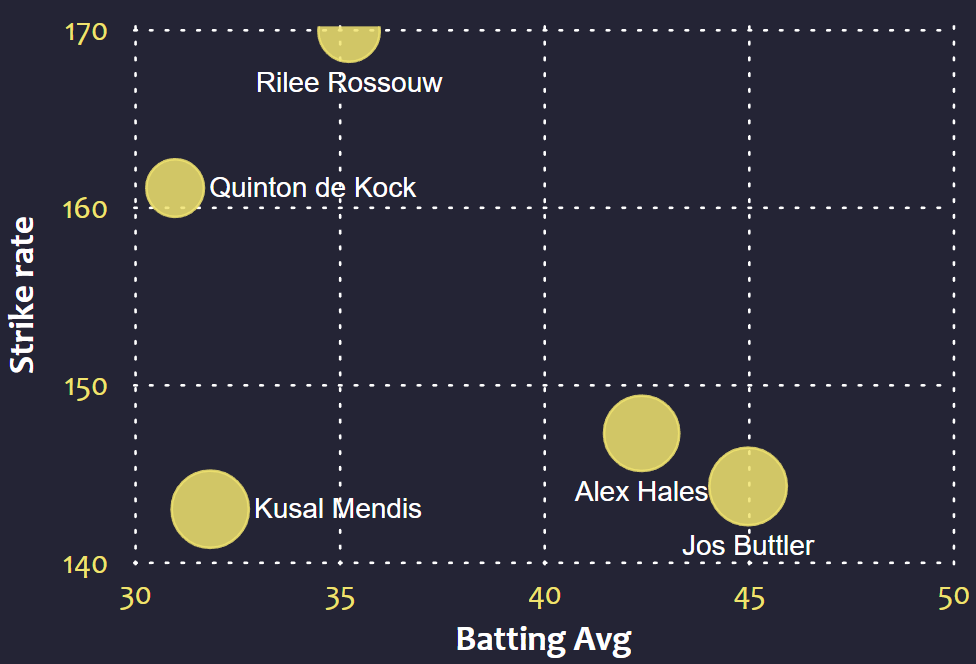 170
Rilee Rossouw
Quinton de Kock
160
Strike rate
150
Alex Hales
Kusal Mendis
Jos Buttler
140
30 35 40 45 50
Batting Avg